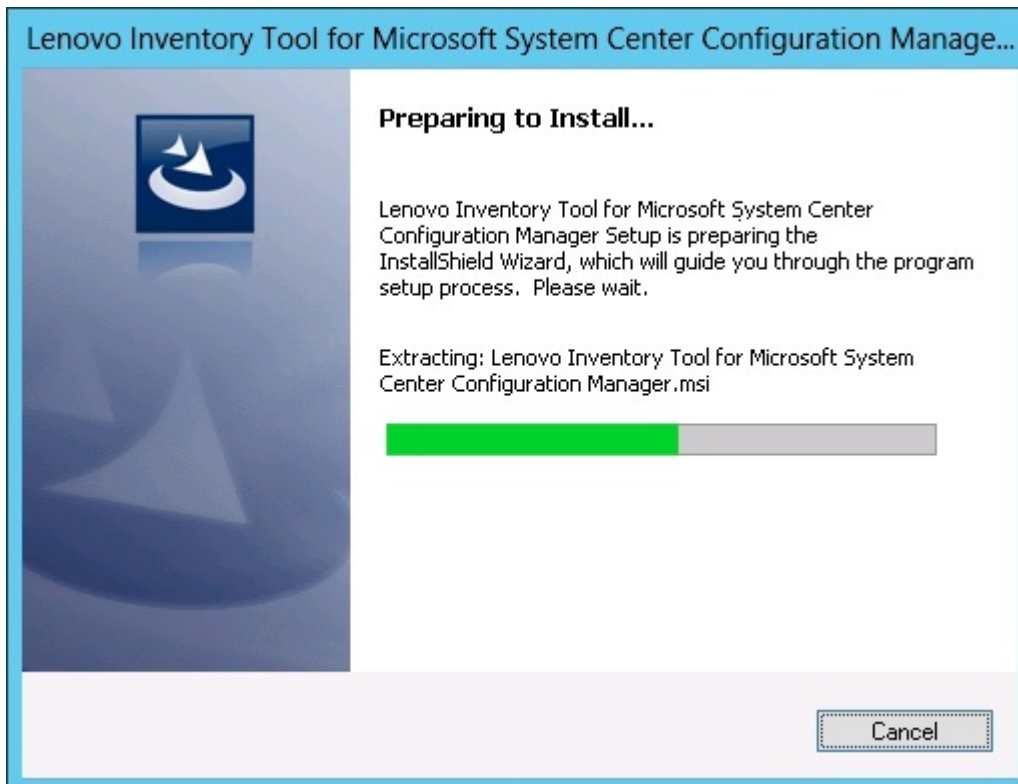 Lenovo Inventory Tool for Microsoft System Center Configuration Manage...
Preparing to Install...
Lenovo Inventory Tool for Microsoft System Center
Configuration Manager Setup is preparing the
InstallShield Wizard, which will guide you through the program
setup process.  Please wait.
Extracting: Lenovo Inventory Tool for Microsoft System
Center Configuration Manager.msi
Cancel